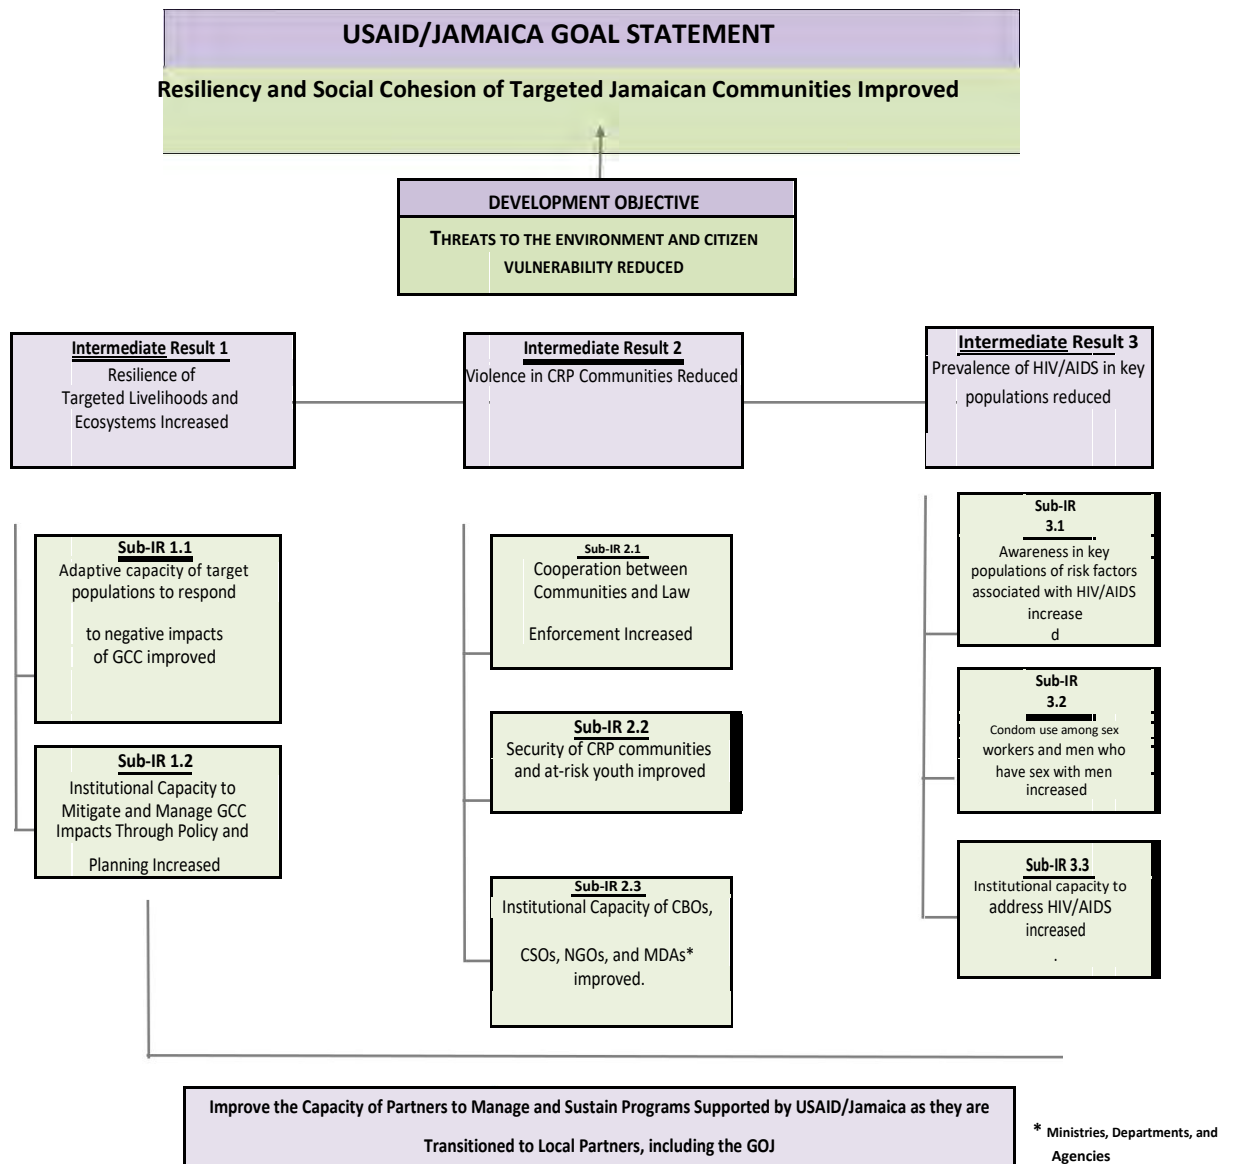 USAID/JAMAICA GOAL STATEMENT
Resiliency and Social Cohesion of Targeted Jamaican Communities Improved
DEVELOPMENT OBJECTIVE
THREATS TO THE ENVIRONMENT AND CITIZEN
VULNERABILITY REDUCED
Intermediate Result 1
Resilience of
Targeted Livelihoods and
Ecosystems Increased
Intermediate Result 2
Violence in CRP Communities Reduced
.
Intermediate Result 3
Prevalence of HIV/AIDS in key
. populations reduced
Sub-IR 1.1
Adaptive capacity of target
populations to respond
to negative impacts
of GCC improved
Sub-IR 1.2
Institutional Capacity to
Mitigate and Manage GCC
Impacts Through Policy and
Planning Increased
Sub-IR 2.1
Cooperation between
Communities and Law
Enforcement Increased
Sub-IR 2.2
Security of CRP communities
and at-risk youth improved
Sub-IR 2.3
Institutional Capacity of CBOs,
CSOs, NGOs, and MDAs*
improved.
Sub-IR
3.1
Awareness in key
populations of risk factors
associated with HIV/AIDS
increase
d
Sub-IR
3.2
Condom use among sex
workers and men who
have sex with men
increased
Sub-IR 3.3
Institutional capacity to
address HIV/AIDS
increased
.
Improve the Capacity of Partners to Manage and Sustain Programs Supported by USAID/Jamaica as they are
Transitioned to Local Partners, including the GOJ
* Ministries, Departments, and
Agencies